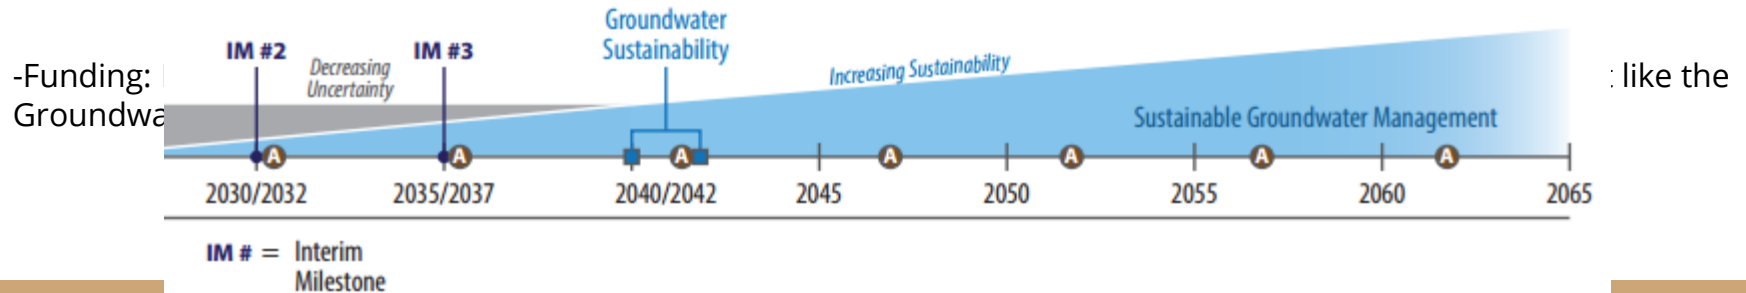 Groundwater
Sustainability
IM #2
IM #3
Decreasing
Uncertainty
Increasing Sustainability
-Funding:
like the
Groundwa
Sustainable Groundwater Management
A A A A A A A
2030/2032 2035/2037 2040/2042 2045 2050 2055 2060 2065
IM # = Interim
Milestone